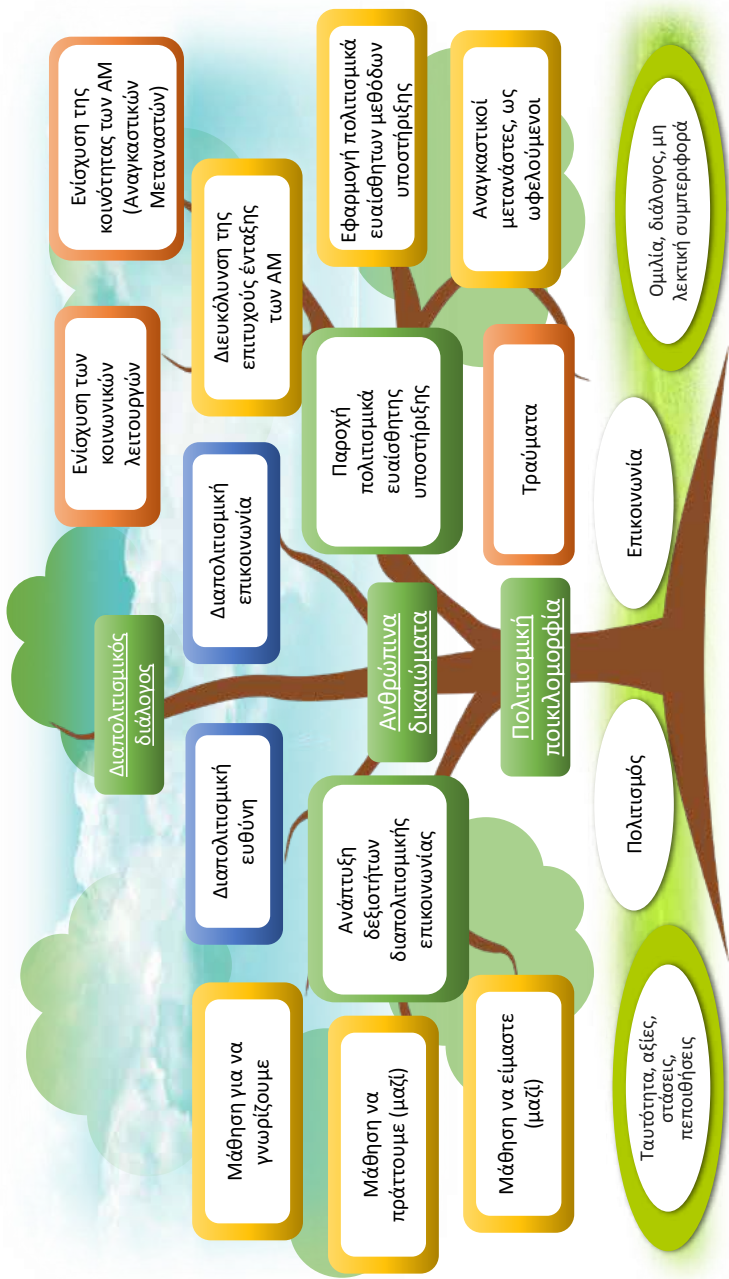 Διαπολιτισμικός
διάλογος
Ενίσχυση των
κοινωνικών
λειτουργών
Ενίσχυση της
κοινότητας των ΑΜ
(Αναγκαστικών
Μεταναστών)
Μάθηση για να
γνωρίζουμε
Διαπολιτισμική
ευθύνη
Διαπολιτισμική
επικοινωνία
Διευκόλυνση της
επιτυχούς ένταξης
των ΑΜ
Μάθηση να
πράττουμε (μαζί)
Ανάπτυξη
δεξιοτήτων
διαπολιτισμικής
επικοινωνίας
Ανθρώπινα
δικαιώματα
Παροχή
πολιτισμικά
ευαίσθητης
υποστήριξης
Εφαρμογή πολιτισμικά
ευαίσθητων μεθόδων
υποστήριξης
Μάθηση να είμαστε
(μαζί)
Πολιτισμική
ποικιλομορφία
Τραύματα
Αναγκαστικοί
μετανάστες, ως
ωφελούμενοι
Ταυτότητα, αξίες,
στάσεις,
πεποιθήσεις
Πολιτισμός
Επικοινωνία
Ομιλία, διάλογος, μη
λεκτική συμπεριφορά